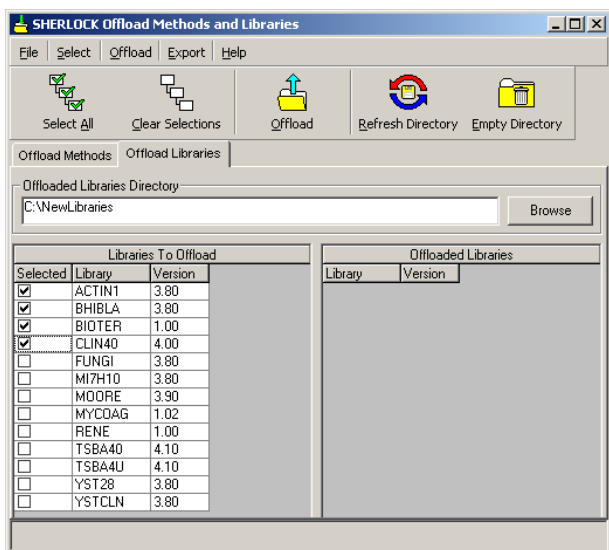 SHERLOCK Offload Methods and Libraries
File Select Offload Export Help
Select All Clear Selections Offload Refresh Directory Empty Directory
Offload Methods Offload Libraries
Offloaded Libraries Directory
C:\NewLibraries Browse
Libraries To Offload Offloaded Libraries
Selected Library Version Library Version
ACTIN1 3.80
BHIBLA 3.80
BIOTER 1.00
CLIN40 4.00
FUNGI 3.80
MI7H10 3.80
MOORE 3.90
MYCOAG 1.02
RENE 1.00
TSBA40 4.10
TSBA4U 4.10
YST28 3.80
YSTCLN 3.80